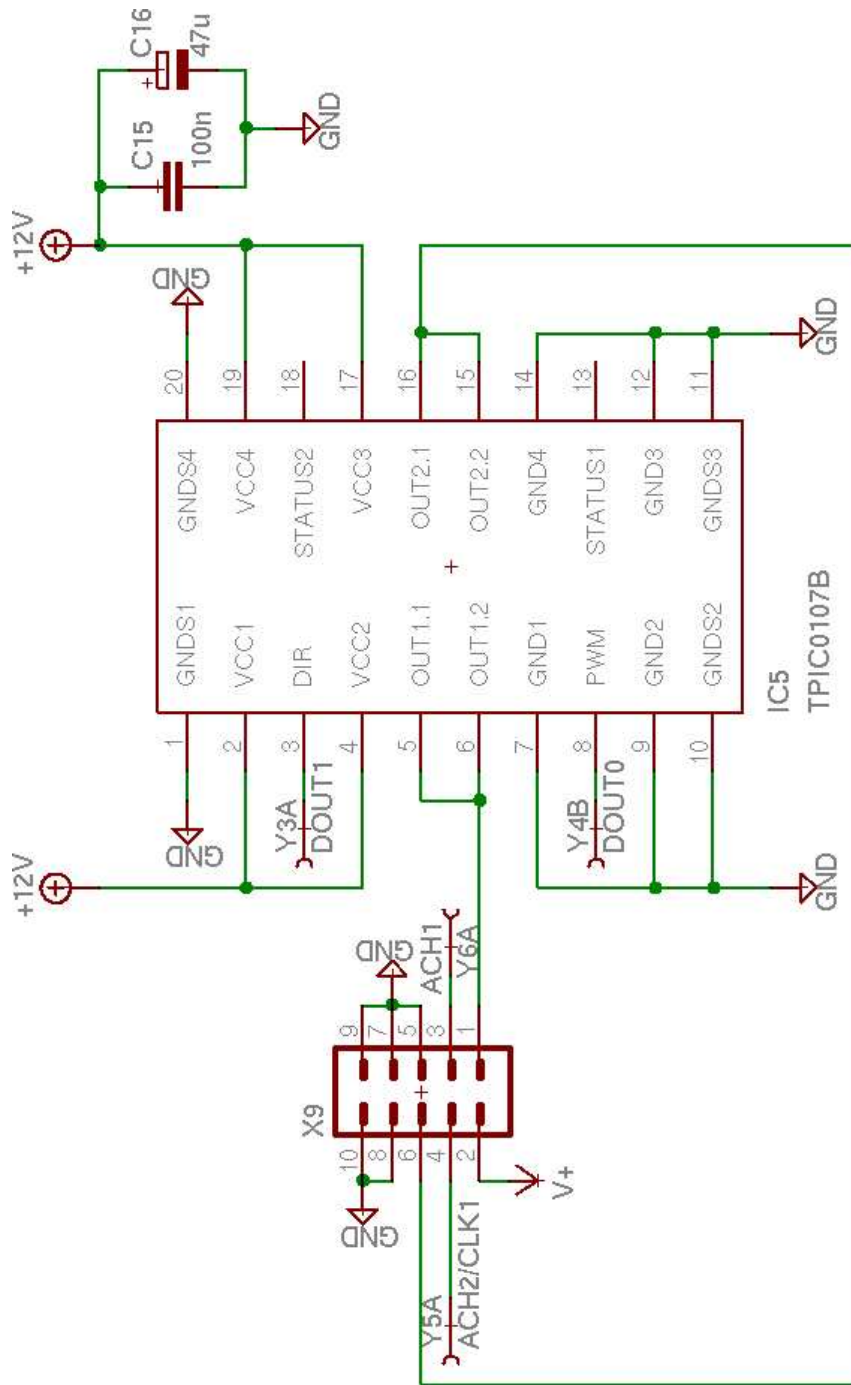 +12V
C15
100n
C16
47u
GND
GND
20
19
18
17
16
15
14
13
12
11
GND
GNDS4
VCC4
STATUS2
VCC3
OUT2.1
OUT2.2
GND4
STATUS1
GND3
GNDS3
GNDS1
VCC1
DIR
VCC2
OUT1.1
OUT1.2
GND1
PWM
GND2
GNDS2
IC5
TPIC0107B
1
2
3
4
5
6
7
8
9
10
GND
+12V
Y3A
DOUT1
Y4B
DOUT0
GND
ACH1
Y6A
GND
9
7
5
3
1
X9
10
8
6
4
2
GND
V+
Y5A
ACH2/CLK1